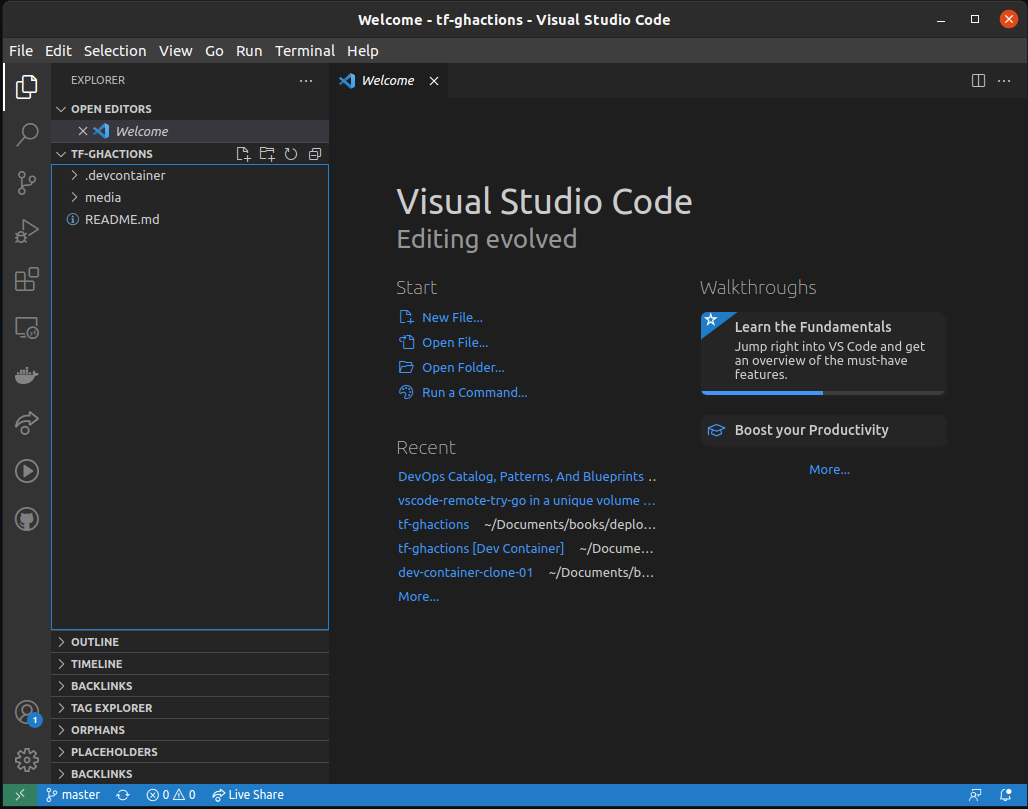 Welcome - tf-ghactions - Visual Studio Code
File Edit Selection View Go Run Terminal Help
EXPLORER
OPEN EDITORS
Welcome
TF-GHACTIONS
.devcontainer
media
README.md
OUTLINE
TIMELINE
BACKLINKS
TAG EXPLORER
ORPHANS
PLACEHOLDERS
BACKLINKS
1
Welcome
Visual Studio Code
Editing evolved
Start
New File...
Open File...
Open Folder...
Run a Command...
Recent
DevOps Catalog, Patterns, And Blueprints ..
vscode-remote-try-go in a unique volume ...
tf-ghactions ~/Documents/books/deplo...
tf-ghactions [Dev Container] ~/Docume...
dev-container-clone-01 ~/Documents/b...
More...
Walkthroughs
Learn the Fundamentals
Jump right into VS Code and get
an overview of the must-have
features.
Boost your Productivity
More...
master 0 0 Live Share